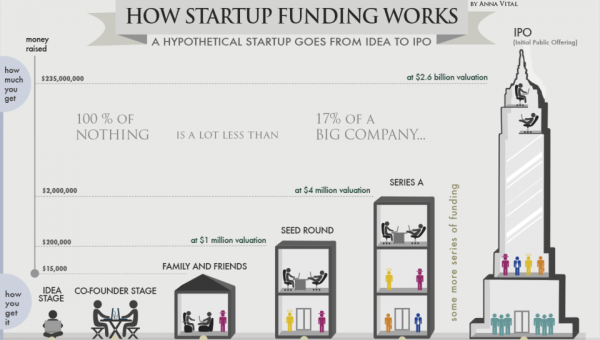 by Anna Vital
HOW STARTUP FUNDING WORKS
A HYPOTHETICAL STARTUP GOES FROM IDEA TO IPO
money
raised
how
much
you
get
$235,000,000
at $2.6 billion valuation
IPO
(Initial Public Offering)
100 % OF
NOTHING
IS A LOT LESS THAN
17% OF A
BIG COMPANY...
$2,000,000
at $4 million valuation
SERIES A
some more series of funding
$200,000
at $1 million valuation
SEED ROUND
$15,000
FAMILY AND FRIENDS
how
you
get
it
IDEA
STAGE
CO-FOUNDER STAGE